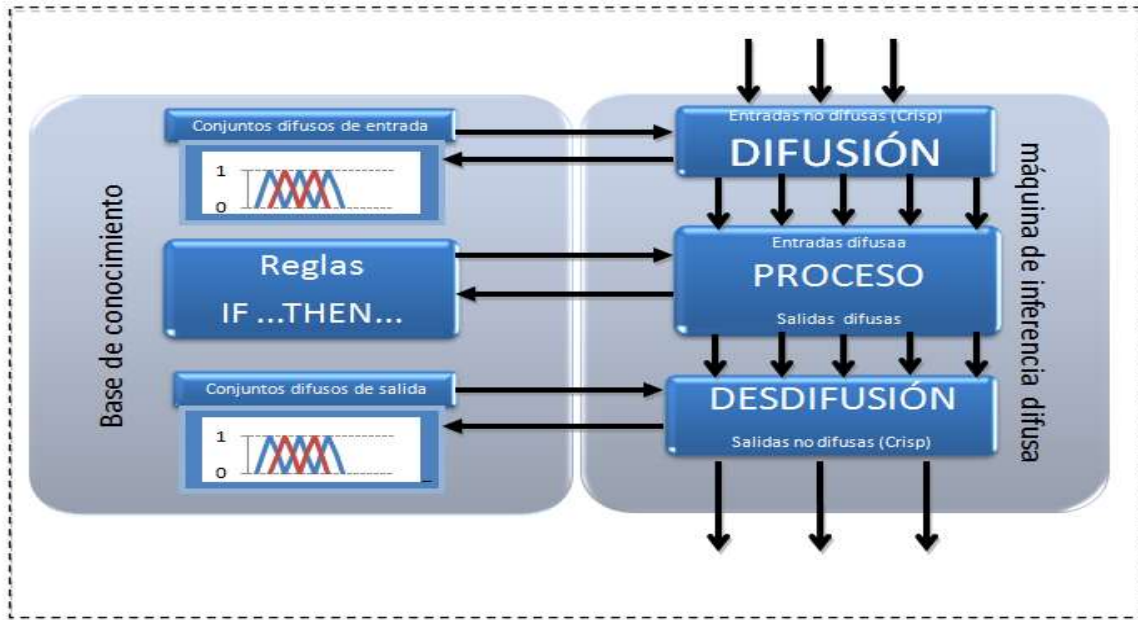 Base de conocimiento
Conjuntos difusos de entrada
1
0
Reglas
IF ...THEN...
Conjuntos difusos de salida
1
0
Entradas no difusas (Crisp)
DIFUSIÓN
Entradas difusaa
PROCESO
Salidas difusas
DESDIFUSIÓN
Salidas no difusas (Crisp)
máquina de inferencia difusa